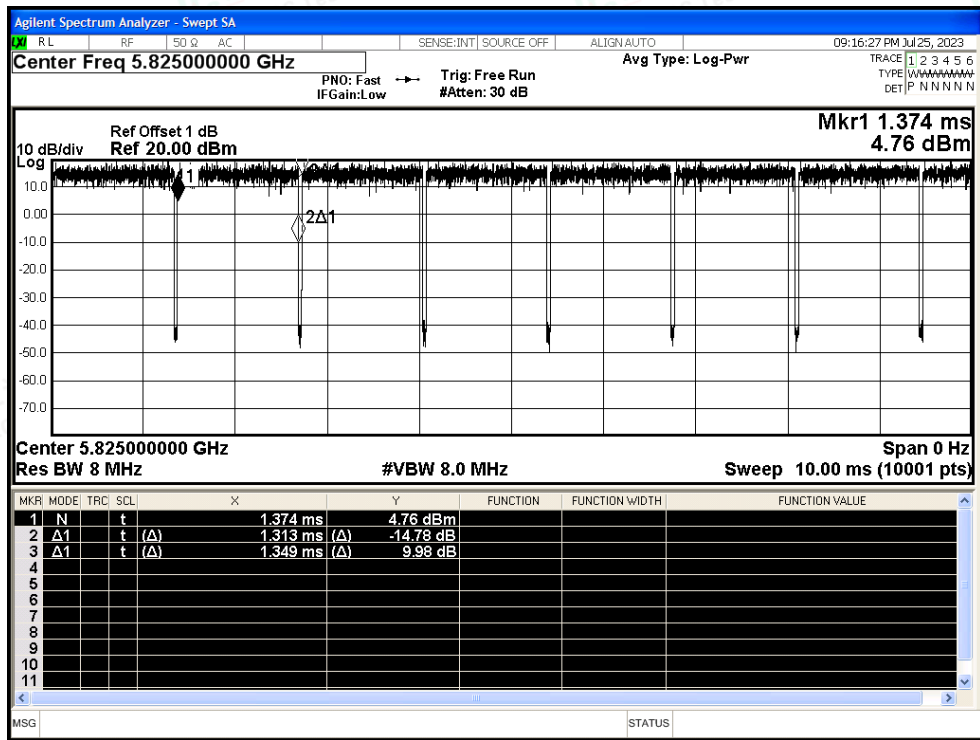 Agilent Spectrum Analyzer - Swept SA
LXI RL RF 50 Ω AC SENSE:INT SOURCE OFF ALIGN AUTO 09:16:27 PM Jul 25, 2023
Center Freq 5.825000000 GHz
PNO: Fast
IFGain:Low
Trig: Free Run
#Atten: 30 dB
Avg Type: Log-Pwr
TRACE 1 2 3 4 5 6
TYPE
DET P N N N N N
Mkr1 1.374 ms
4.76 dBm
Ref Offset 1 dB
10 dB/div Ref 20.00 dBm
Log
10.0
0.00
-10.0
-20.0
-30.0
-40.0
-50.0
-60.0
-70.0
1
2Δ1
Center 5.825000000 GHz Span 0 Hz
Res BW 8 MHz #VBW 8.0 MHz Sweep 10.00 ms (10001 pts)
MKR MODE TRC SCL X Y FUNCTION FUNCTION WIDTH FUNCTION VALUE
1 N t 1.374 ms 4.76 dBm
2 Δ1 t (Δ) 1.313 ms (Δ) -14.78 dB
3 Δ1 t (Δ) 1.349 ms (Δ) 9.98 dB
4
5
6
7
8
9
10
11
MSG STATUS